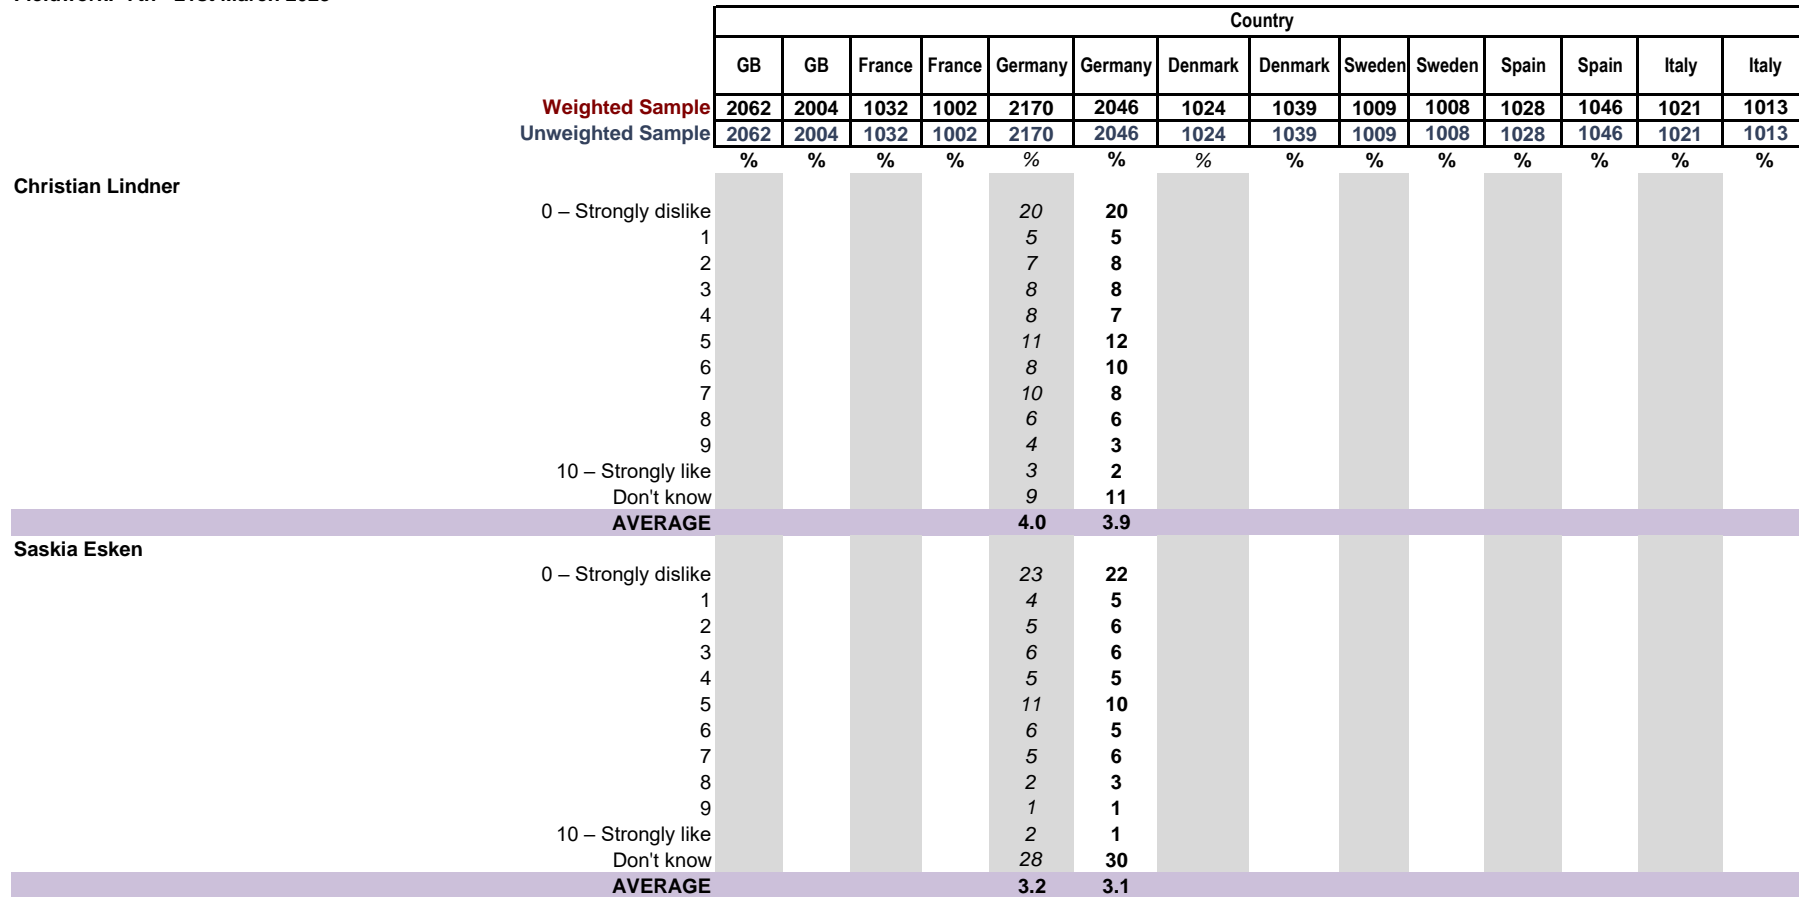 Country
GB GB France France Germany Germany Denmark Denmark Sweden Sweden Spain Spain Italy Italy
Weighted Sample 2062 2004 1032 1002 2170 2046 1024 1039 1009 1008 1028 1046 1021 1013
Unweighted Sample 2062 2004 1032 1002 2170 2046 1024 1039 1009 1008 1028 1046 1021 1013
% % % % % % % % % % % % % %
Christian Lindner
0 – Strongly dislike 20 20
1 5 5
2 7 8
3 8 8
4 8 7
5 11 12
6 8 10
7 10 8
8 6 6
9 4 3
10 – Strongly like 3 2
Don't know 9 11
AVERAGE 4.0 3.9
Saskia Esken
0 – Strongly dislike 23 22
1 4 5
2 5 6
3 6 6
4 5 5
5 11 10
6 6 5
7 5 6
8 2 3
9 1 1
10 – Strongly like 2 1
Don't know 28 30
AVERAGE 3.2 3.1